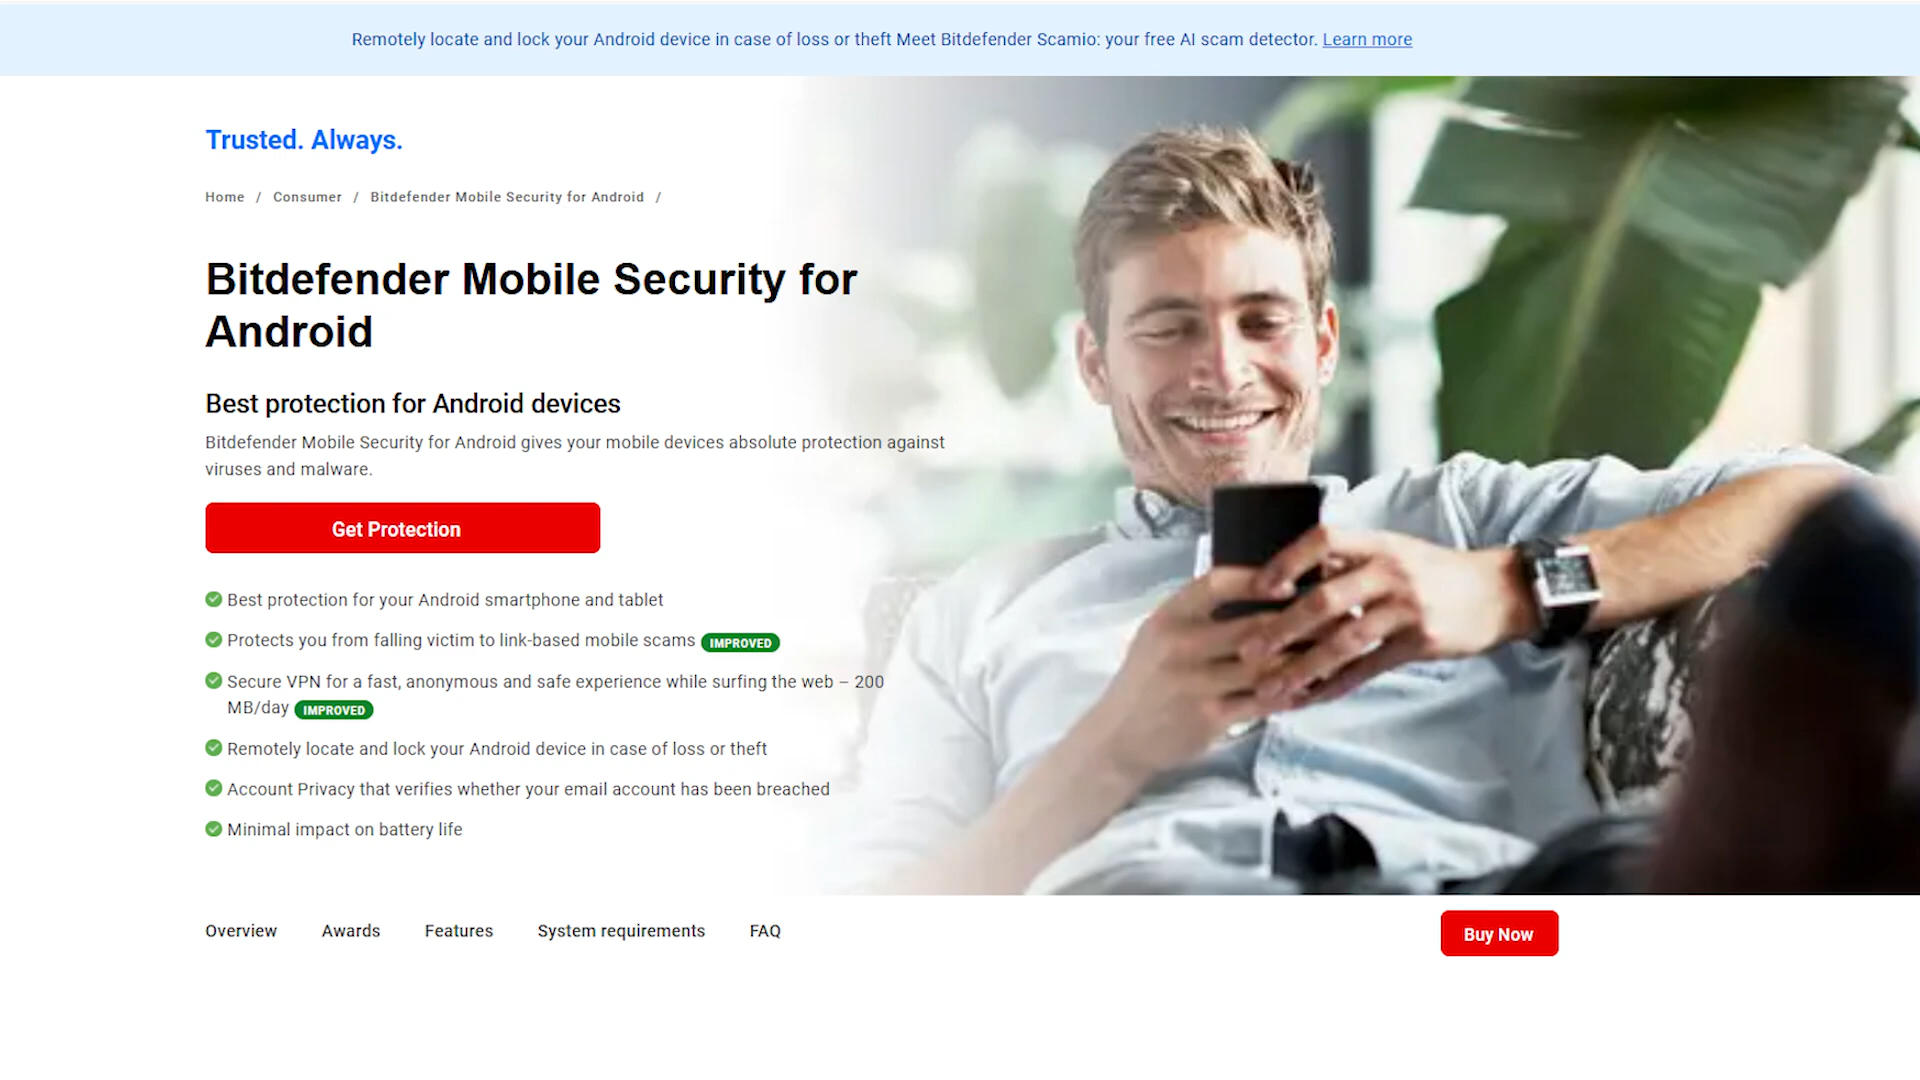 Remotely locate and lock your Android device in case of loss or theft Meet Bitdefender Scamio: your free AI scam detector. Learn more
Trusted. Always.
Home / Consumer / Bitdefender Mobile Security for Android /
Bitdefender Mobile Security for
Android
Best protection for Android devices
Bitdefender Mobile Security for Android gives your mobile devices absolute protection against
viruses and malware.
Get Protection
Best protection for your Android smartphone and tablet
Protects you from falling victim to link-based mobile scams IMPROVED
Secure VPN for a fast, anonymous and safe experience while surfing the web – 200
MB/day IMPROVED
Remotely locate and lock your Android device in case of loss or theft
Account Privacy that verifies whether your email account has been breached
Minimal impact on battery life
Overview Awards Features System requirements FAQ Buy Now